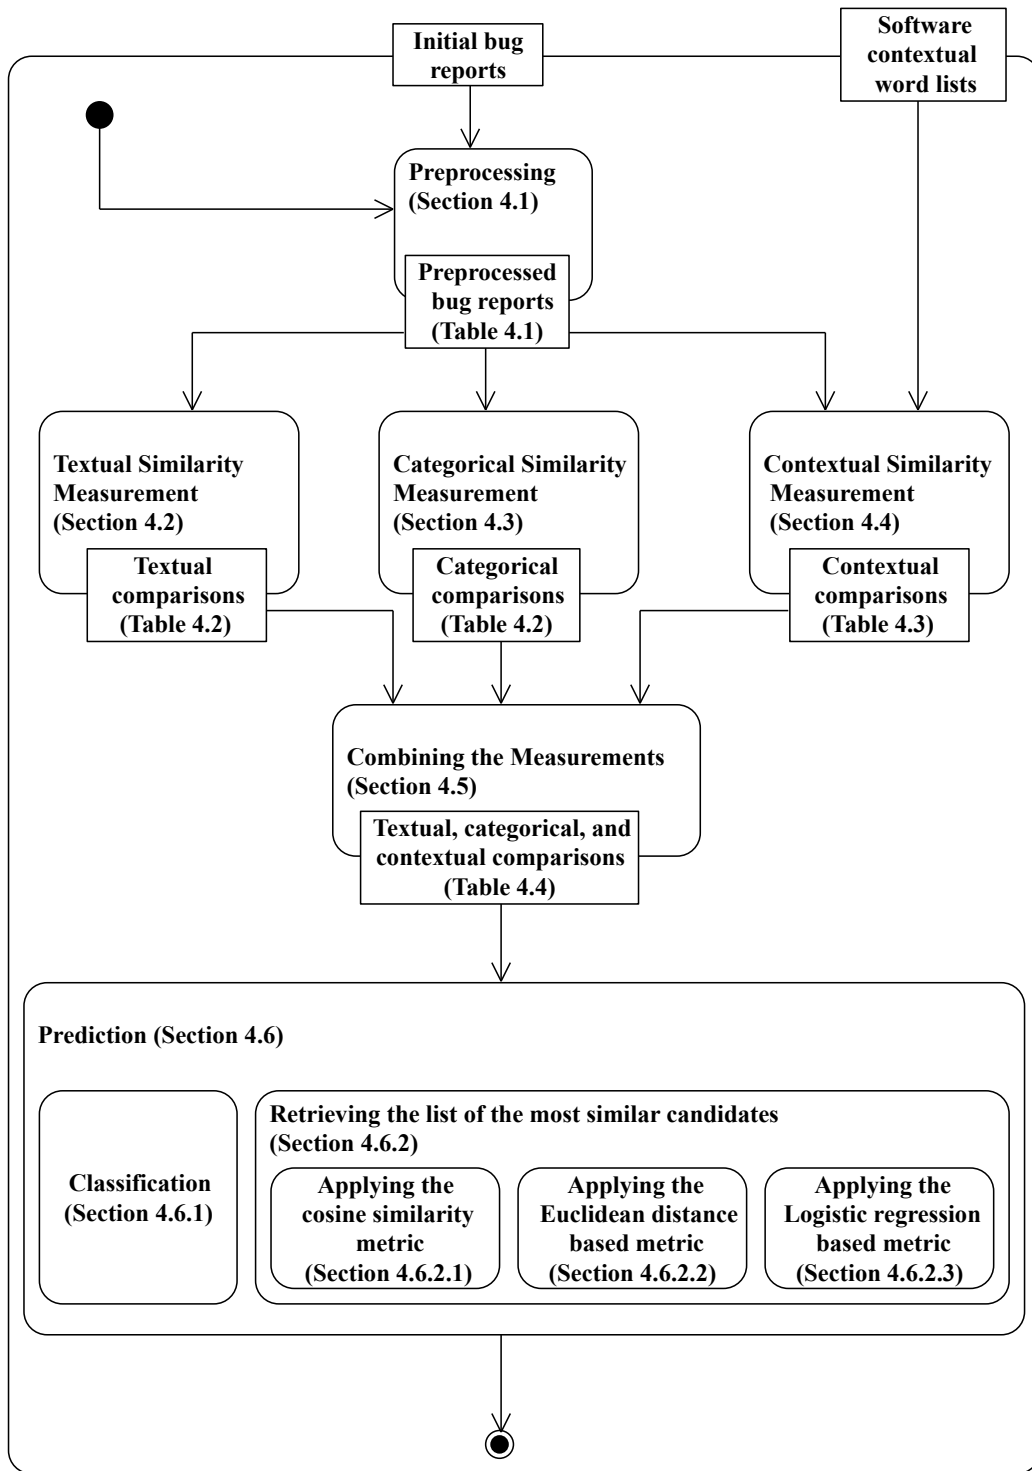 Initial bug
reports
Software
contextual
word lists
Preprocessing
(Section 4.1)
Preprocessed
bug reports
(Table 4.1)
Textual Similarity
Measurement
(Section 4.2)
Textual
comparisons
(Table 4.2)
Categorical Similarity
Measurement
(Section 4.3)
Categorical
comparisons
(Table 4.2)
Contextual Similarity
Measurement
(Section 4.4)
Contextual
comparisons
(Table 4.3)
Combining the Measurements
(Section 4.5)
Textual, categorical, and
contextual comparisons
(Table 4.4)
Prediction (Section 4.6)
Classification
(Section 4.6.1)
Retrieving the list of the most similar candidates
(Section 4.6.2)
Applying the
cosine similarity
metric
(Section 4.6.2.1)
Applying the
Euclidean distance
based metric
(Section 4.6.2.2)
Applying the
Logistic regression
based metric
(Section 4.6.2.3)